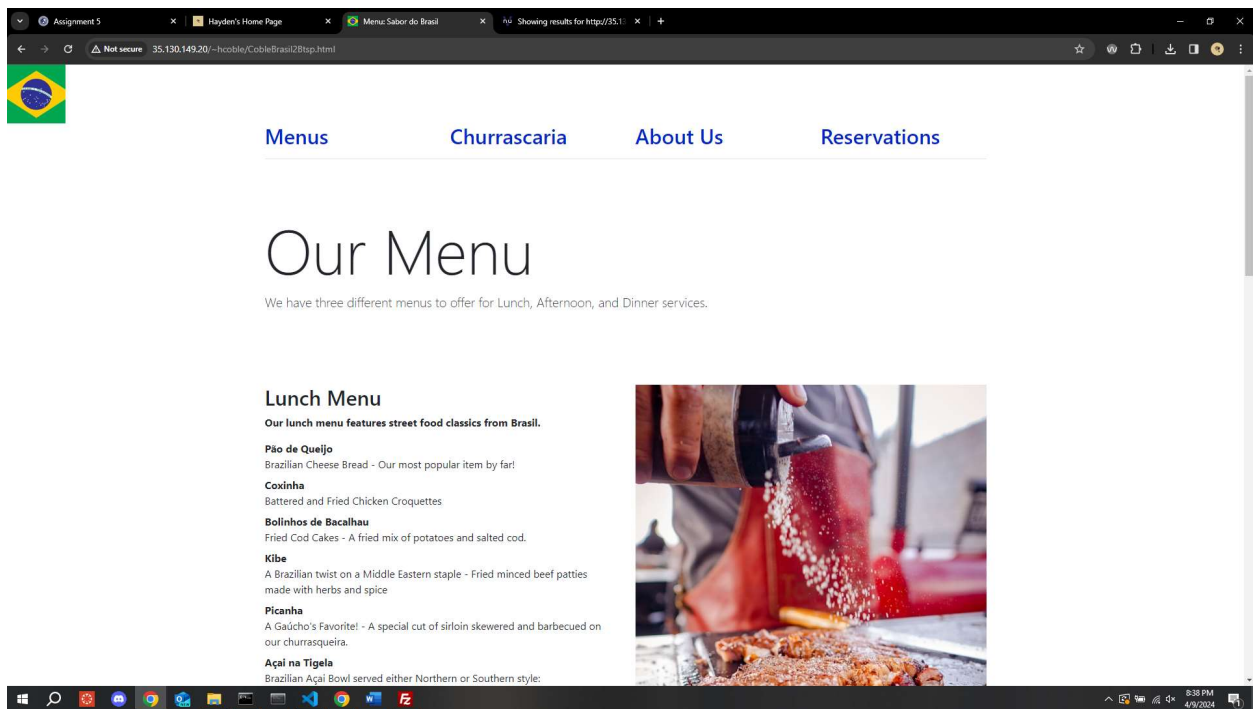 Assignment 5
Hayden's Home Page
Menu: Sabor do Brasil
hú Showing results for http://35.13
Not secure 35.130.149.20/~hcoble/CobleBrasil2Btsp.html
Menus Churrascaria About Us Reservations
Our Menu
We have three different menus to offer for Lunch, Afternoon, and Dinner services.
Lunch Menu
Our lunch menu features street food classics from Brasil.
Pão de Queijo
Brazilian Cheese Bread - Our most popular item by far!
Coxinha
Battered and Fried Chicken Croquettes
Bolinhos de Bacalhau
Fried Cod Cakes - A fried mix of potatoes and salted cod.
Kibe
A Brazilian twist on a Middle Eastern staple - Fried minced beef patties
made with herbs and spice
Picanha
A Gaúcho's Favorite! - A special cut of sirloin skewered and barbecued on
our churrasqueira.
Açai na Tigela
Brazilian Açai Bowl served either Northern or Southern style:
8:38 PM
4/9/2024